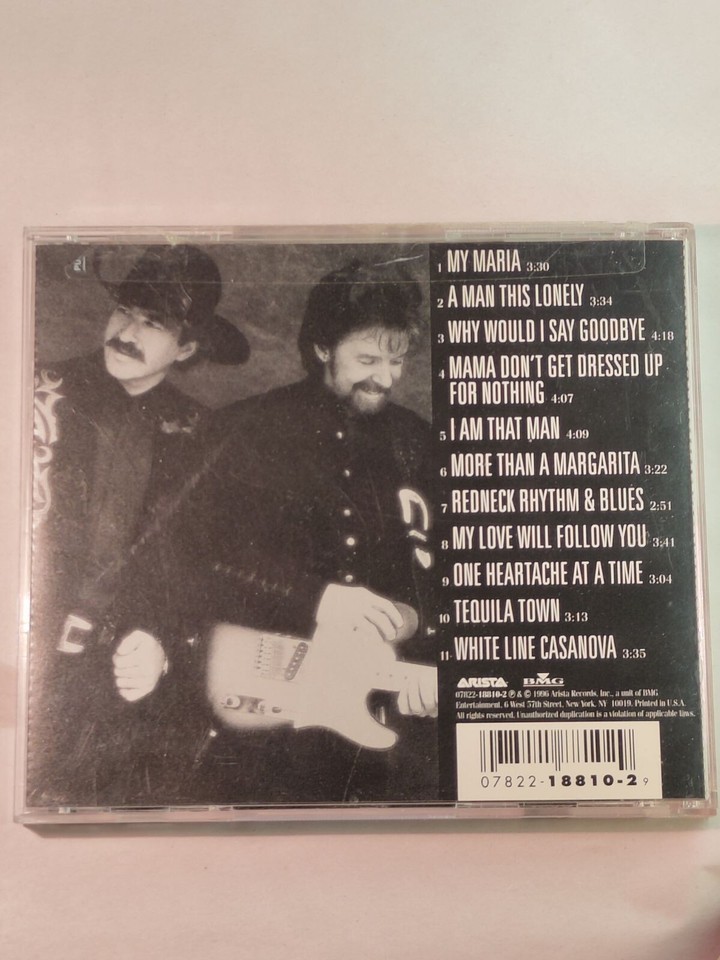 1 MY MARIA 3:30
2 A MAN THIS LONELY 3:34
3 WHY WOULD I SAY GOODBYE 4:18
4 MAMA DON'T GET DRESSED UP
FOR NOTHING 4:07
5 I AM THAT MAN 4:09
6 MORE THAN A MARGARITA 3:22
7 REDNECK RHYTHM & BLUES 2:51
8 MY LOVE WILL FOLLOW YOU 3:41
9 ONE HEARTACHE AT A TIME 3:04
10 TEQUILA TOWN 3:13
11 WHITE LINE CASANOVA 3:35
ARISTA BMG
07822-18810-2 ℗ & © 1996 Arista Records, Inc., a unit of BMG
Entertainment, 6 West 57th Street, New York, NY 10019. Printed in U.S.A.
All rights reserved. Unauthorized duplication is a violation of applicable laws.
07822-18810-2 9